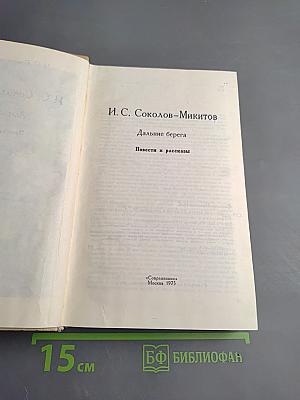 И. С. Соколов-Микитов
Дальние берега
Повести и рассказы
«Современник»
Москва 1975
15 см
БФ БИБЛИОФАН